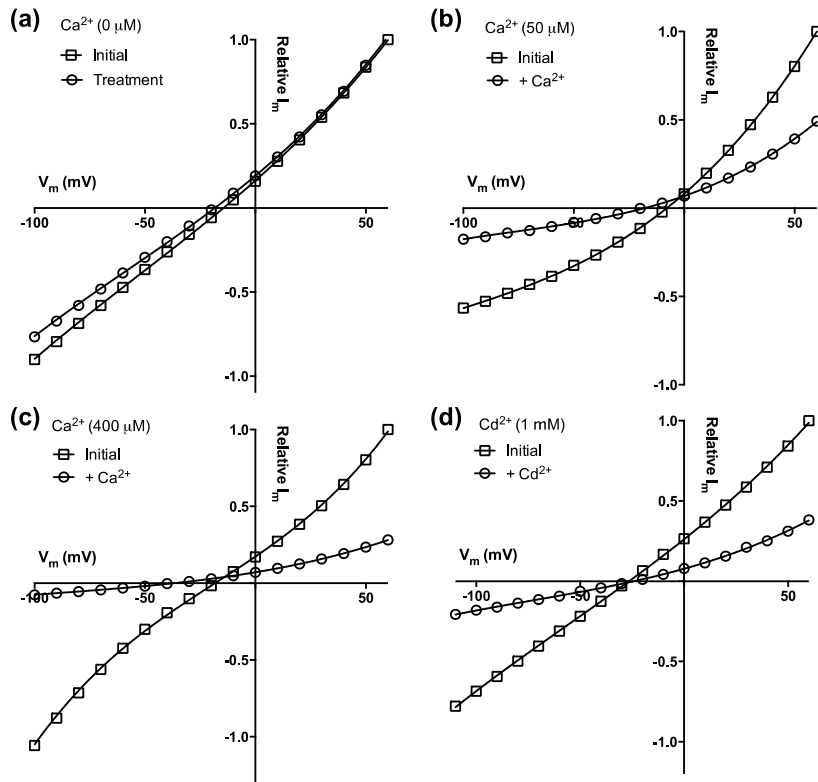 (a)
Ca²⁺ (0 μM)
Initial
Treatment
Relative Iₘ
Vₘ (mV)
1.0
0.5
-100
-50
50
-0.5
-1.0
(b)
Ca²⁺ (50 μM)
Initial
+ Ca²⁺
Relative Iₘ
Vₘ (mV)
1.0
0.5
-100
-50
50
-0.5
-1.0
(c)
Ca²⁺ (400 μM)
Initial
+ Ca²⁺
Relative Iₘ
Vₘ (mV)
1.0
0.5
-100
-50
50
-0.5
-1.0
(d)
Cd²⁺ (1 mM)
Initial
+ Cd²⁺
Relative Iₘ
Vₘ (mV)
1.0
0.5
-100
-50
50
-0.5
-1.0